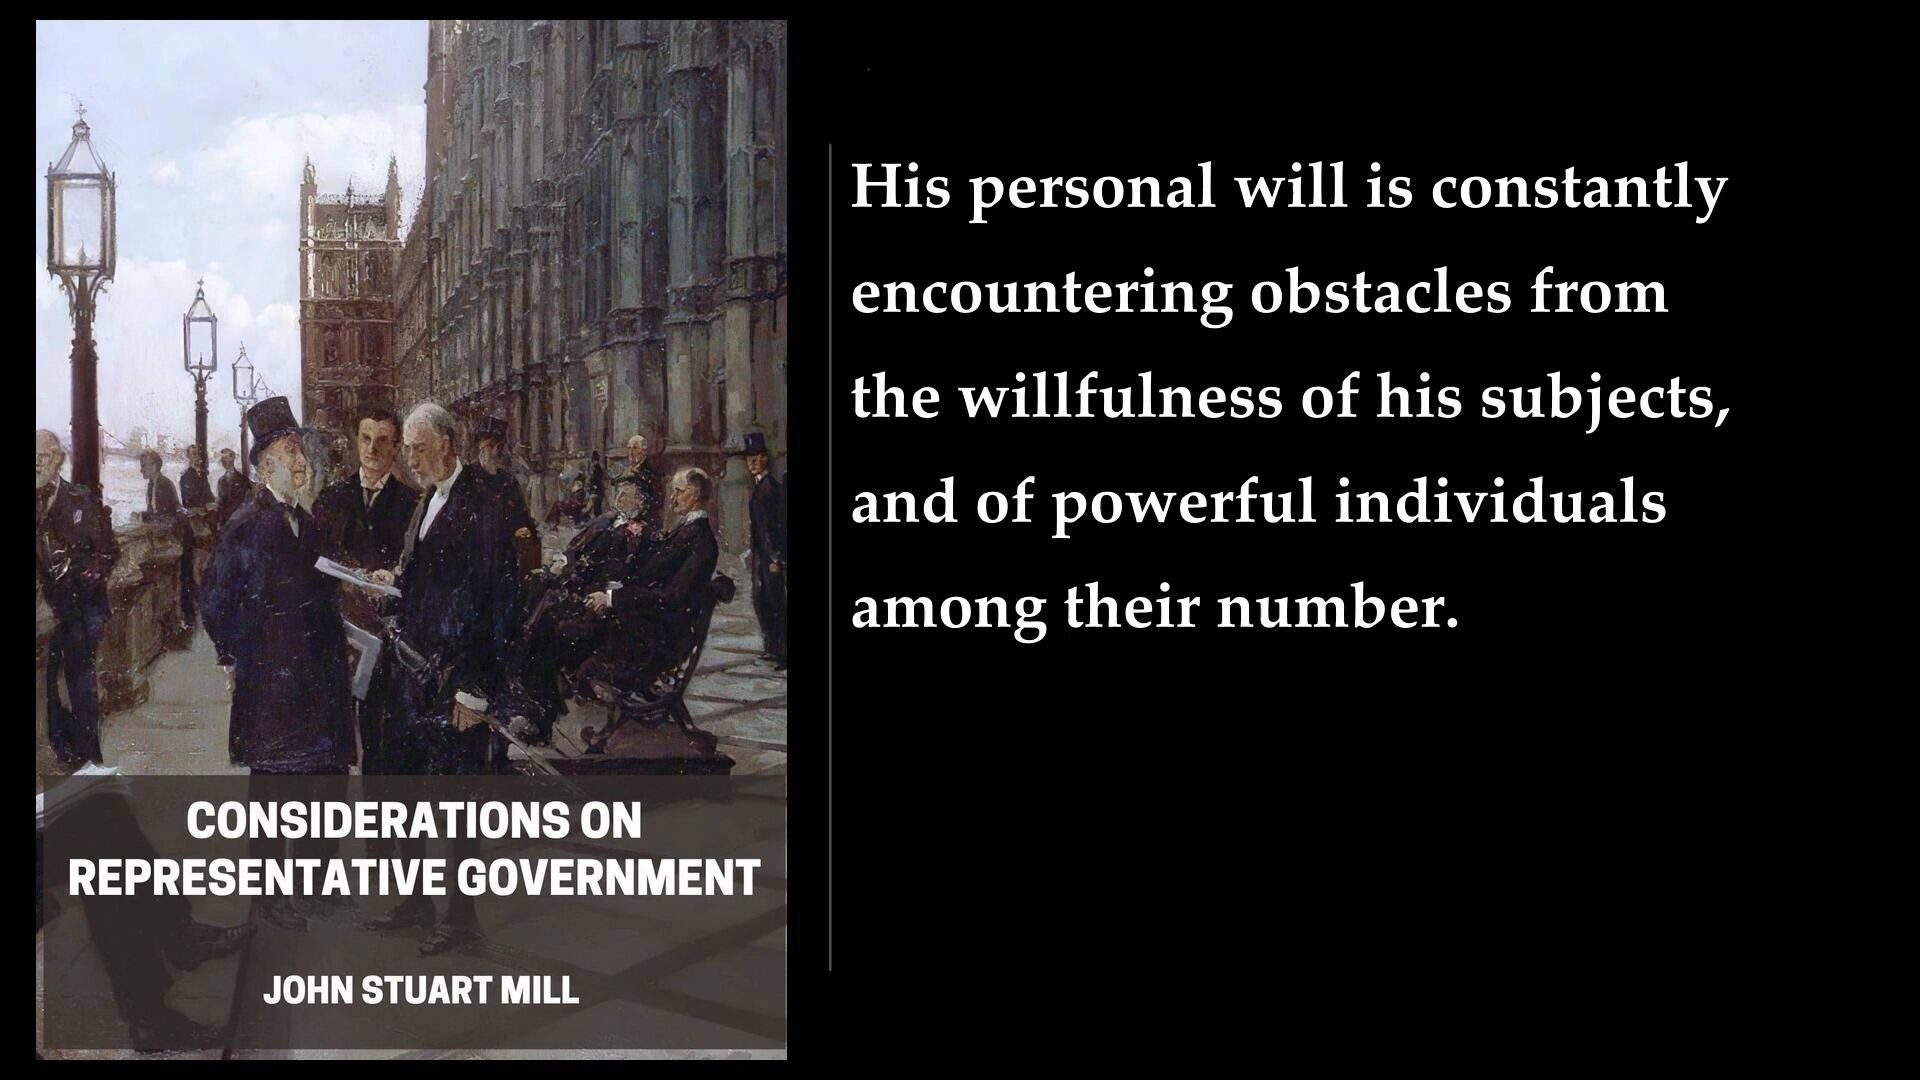 His personal will is constantly
encountering obstacles from
the willfulness of his subjects,
and of powerful individuals
among their number.
CONSIDERATIONS ON
REPRESENTATIVE GOVERNMENT
JOHN STUART MILL